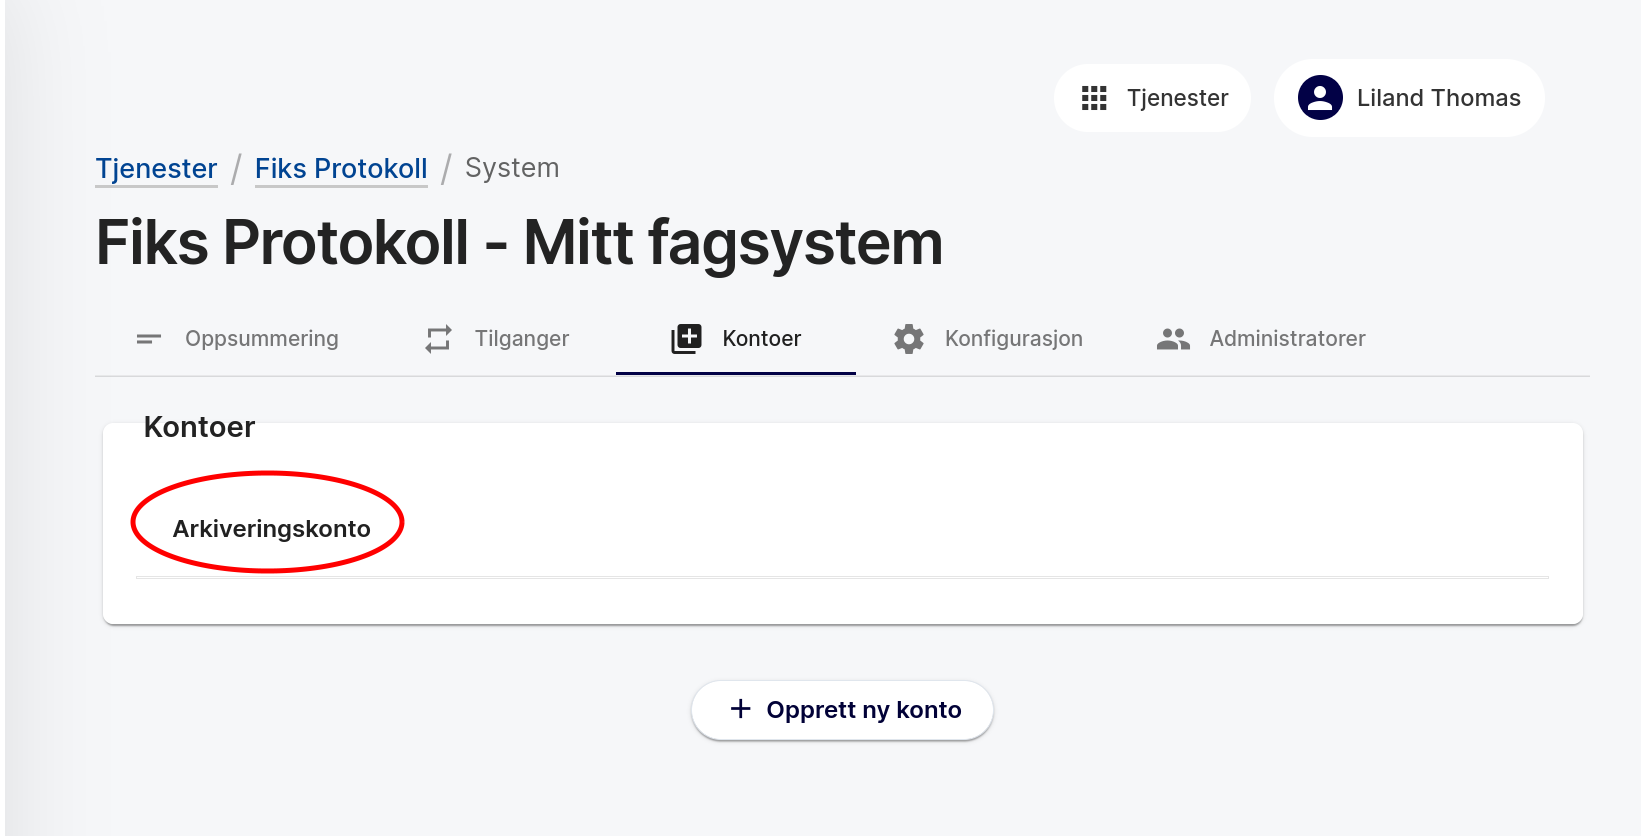 Tjenester
Liland Thomas
Tjenester / Fiks Protokoll / System
Fiks Protokoll - Mitt fagsystem
Oppsummering
Tilganger
Kontoer
Konfigurasjon
Administratorer
Kontoer
Arkiveringskonto
+ Opprett ny konto